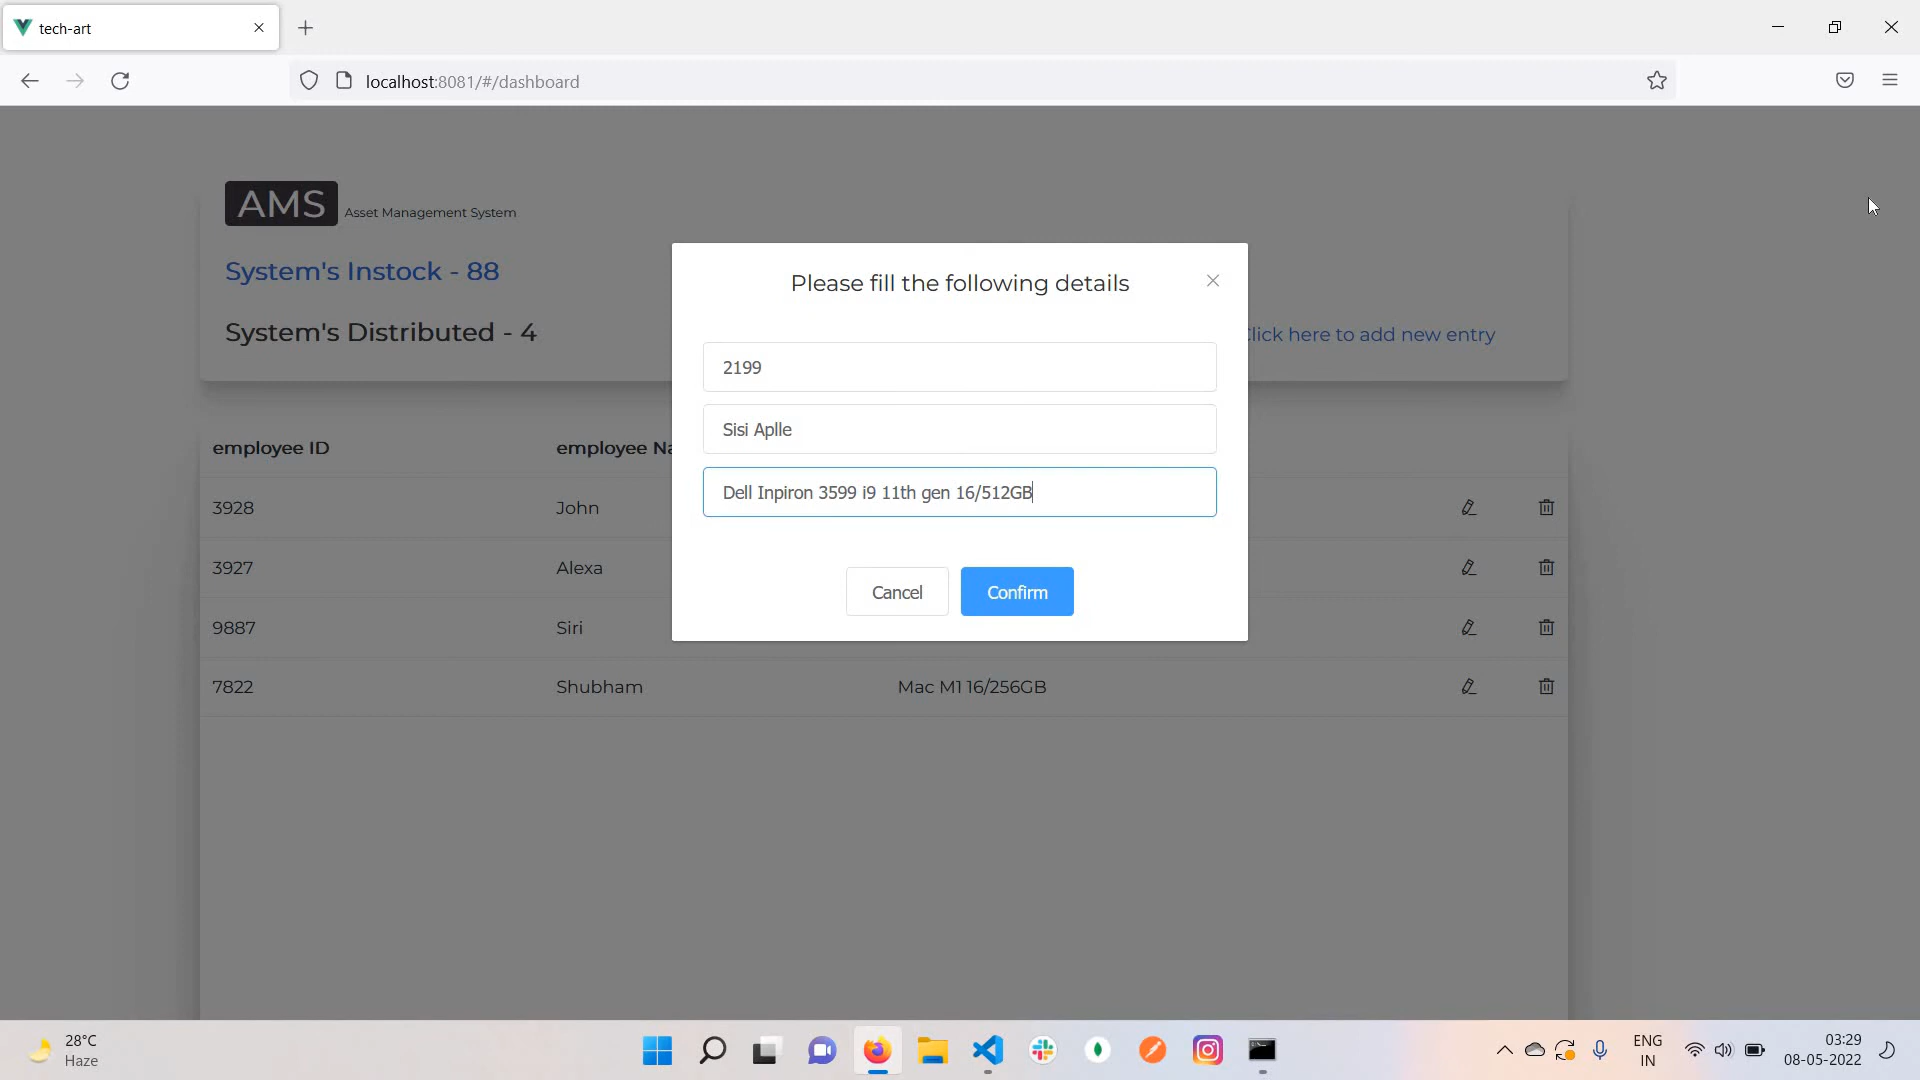 tech-art
localhost:8081/#/dashboard
AMS Asset Management System
System's Instock - 88
System's Distributed - 4
Click here to add new entry
Please fill the following details
2199
Sisi Aplle
Dell Inpiron 3599 i9 11th gen 16/512GB
Cancel
Confirm
employee ID
employee Na
3928
John
3927
Alexa
9887
Siri
7822
Shubham
Mac M1 16/256GB
28°C
Haze
ENG
IN
03:29
08-05-2022